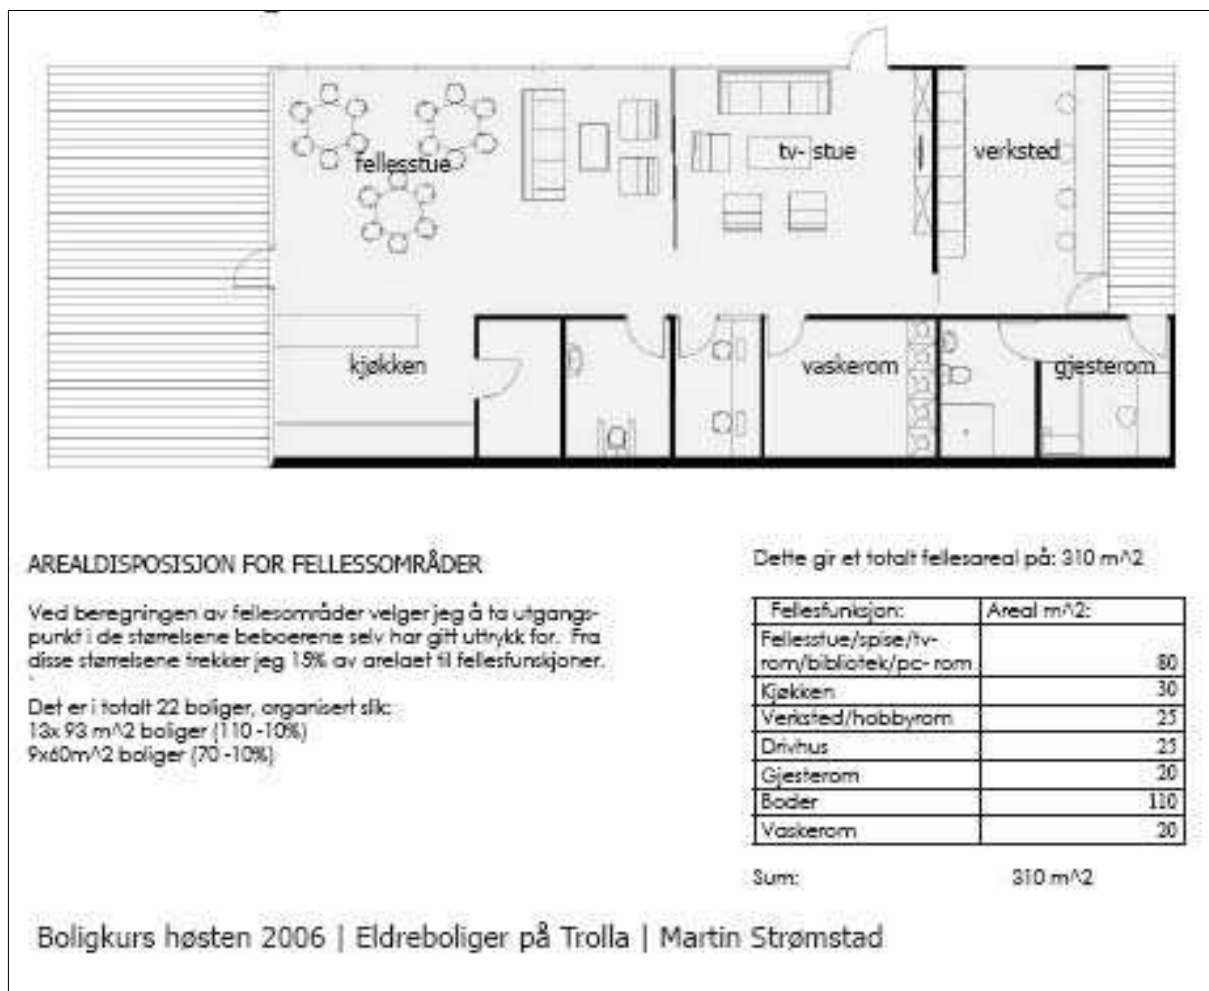 fellesstue
tv- stue
verksted
kjøkken
vaskerom
gjesterom
AREALDISPOSISJON FOR FELLESSOMRÅDER
Ved beregningen av fellesområder velger jeg å ta utgangs-
punkt i de størrelsene beboerene selv har gitt uttrykk for. Fra
disse størrelsene trekker jeg 15% av arelaet til fellesfunskjoner.
Det er i totalt 22 boliger, organisert slik:
13x 93 m^2 boliger (110 -10%)
9x60m^2 boliger (70 -10%)
Dette gir et totalt fellesareal på: 310 m^2
Fellesfunksjon: Areal m^2:
Fellesstue/spise/tv-
rom/bibliotek/pc- rom 80
Kjøkken 30
Verksted/hobbyrom 25
Drivhus 25
Gjesterom 20
Boder 110
Vaskerom 20
Sum: 310 m^2
Boligkurs høsten 2006 | Eldreboliger på Trolla | Martin Strømstad